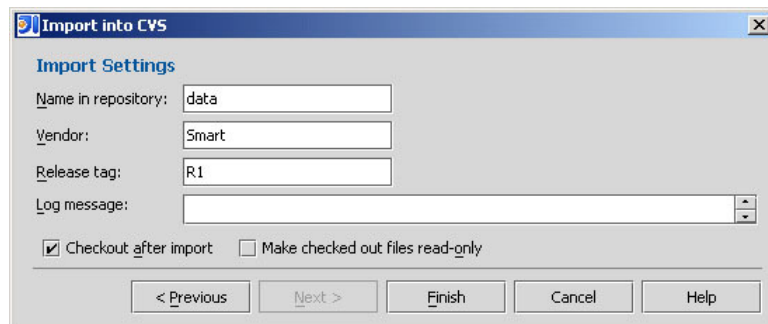 Import into CVS
Import Settings
Name in repository: data
Vendor: Smart
Release tag: R1
Log message:
Checkout after import Make checked out files read-only
< Previous Next > Finish Cancel Help